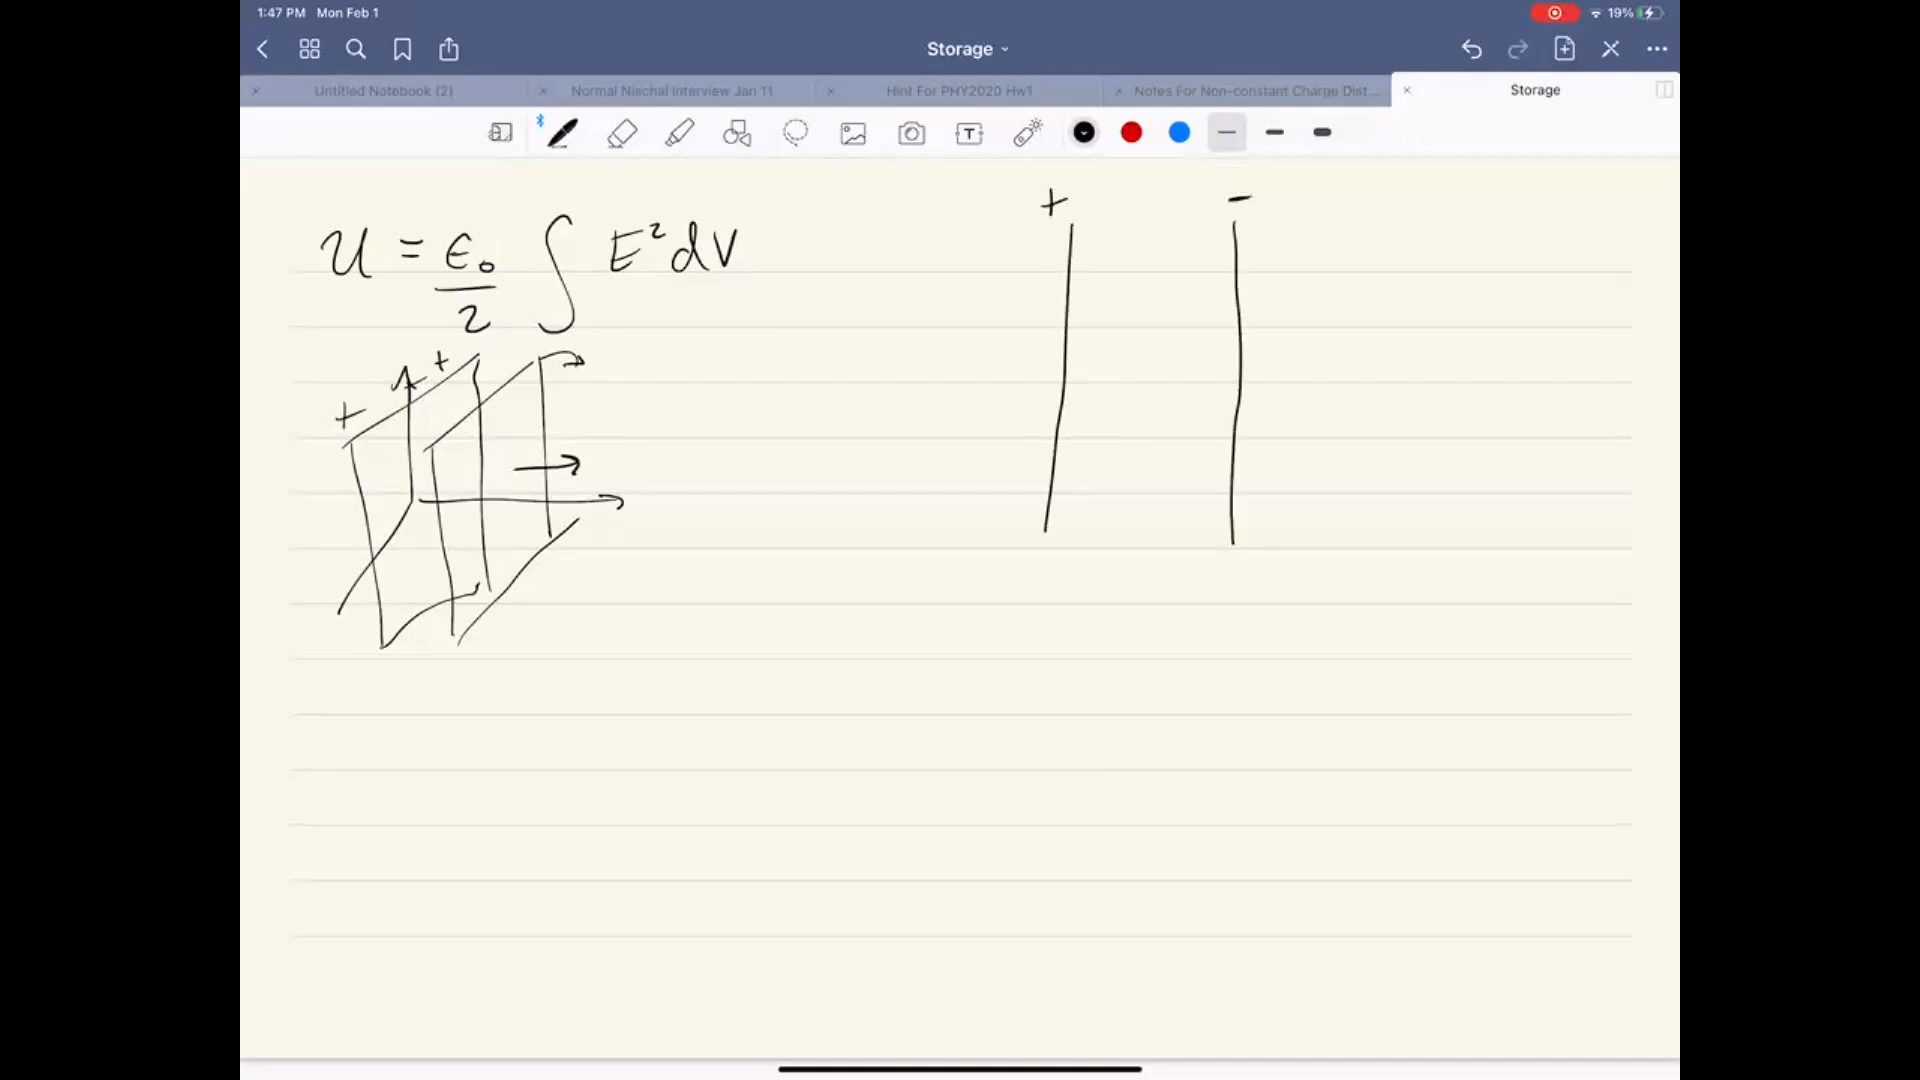 1:47 PM Mon Feb 1
19%
Storage
Untitled Notebook (2)
Normal Nischal Interview Jan 11
Hint For PHY2020 Hw1
Notes For Non-constant Charge Dist...
Storage
T
+ -
U = ε₀/2 ∫ E² dV
+
+